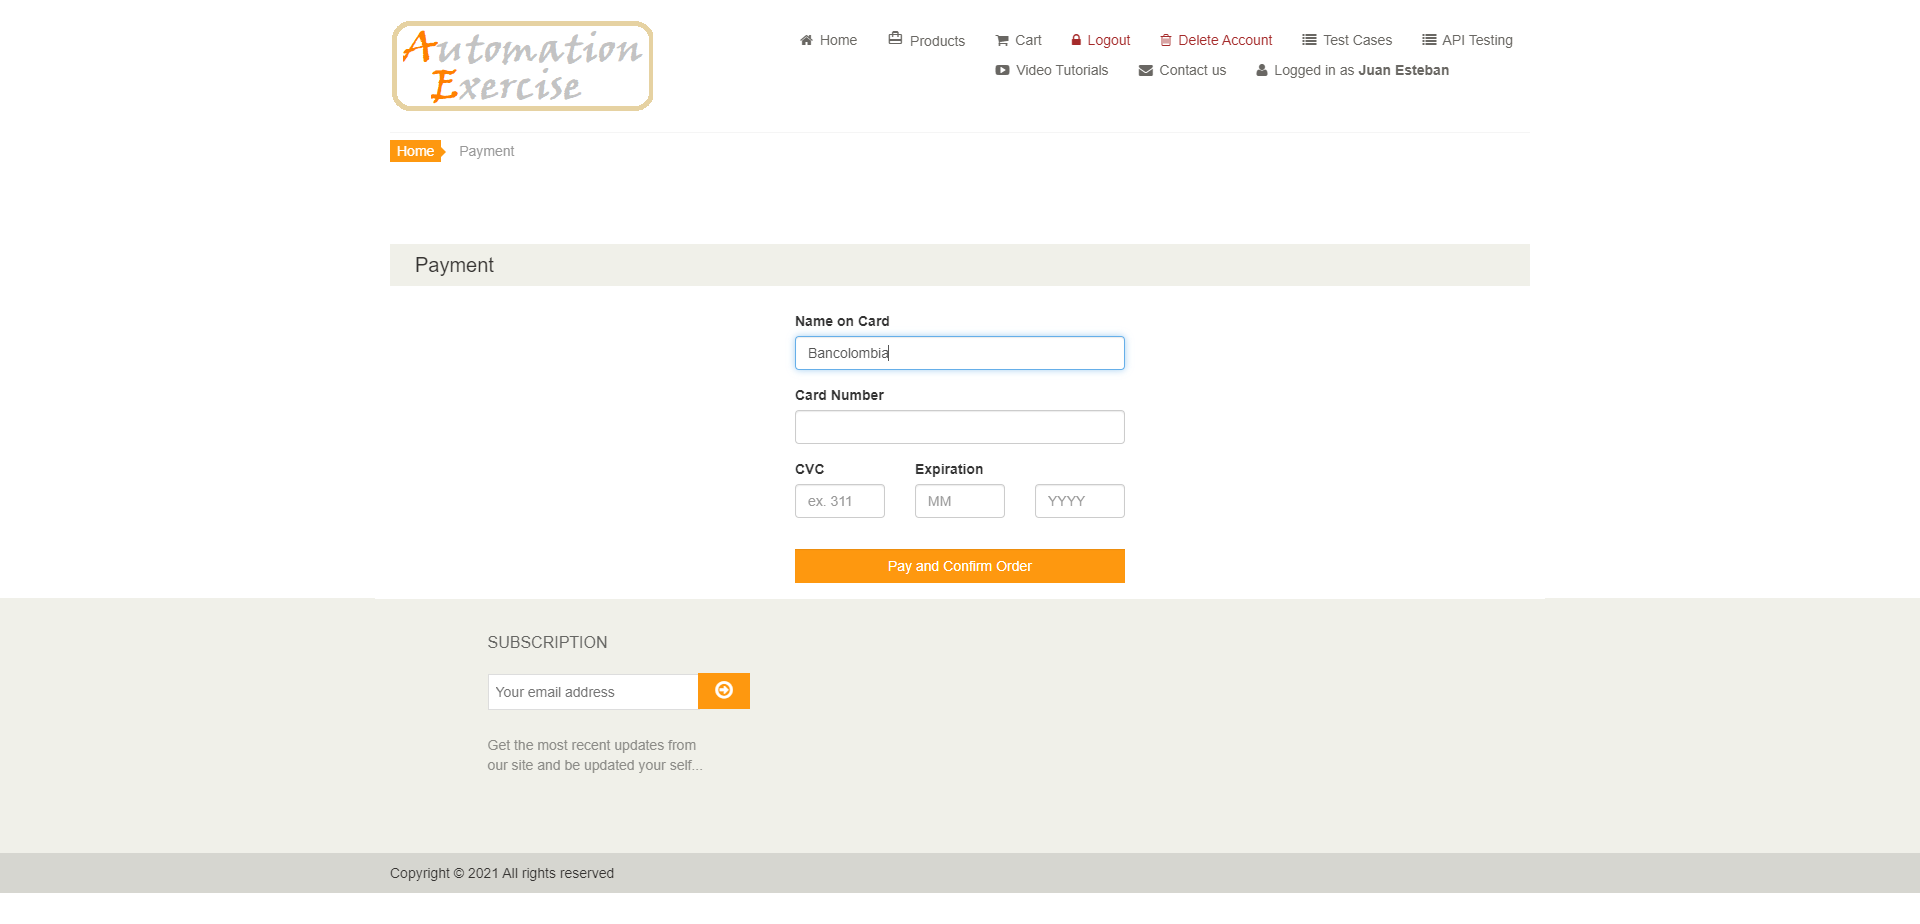 Automation
Exercise
Home
Products
Cart
Logout
Delete Account
Test Cases
API Testing
Video Tutorials
Contact us
Logged in as Juan Esteban
Home
Payment
Payment
Name on Card
Bancolombia
Card Number
CVC
Expiration
ex. 311
MM
YYYY
Pay and Confirm Order
SUBSCRIPTION
Your email address
Get the most recent updates from
our site and be updated your self...
Copyright © 2021 All rights reserved